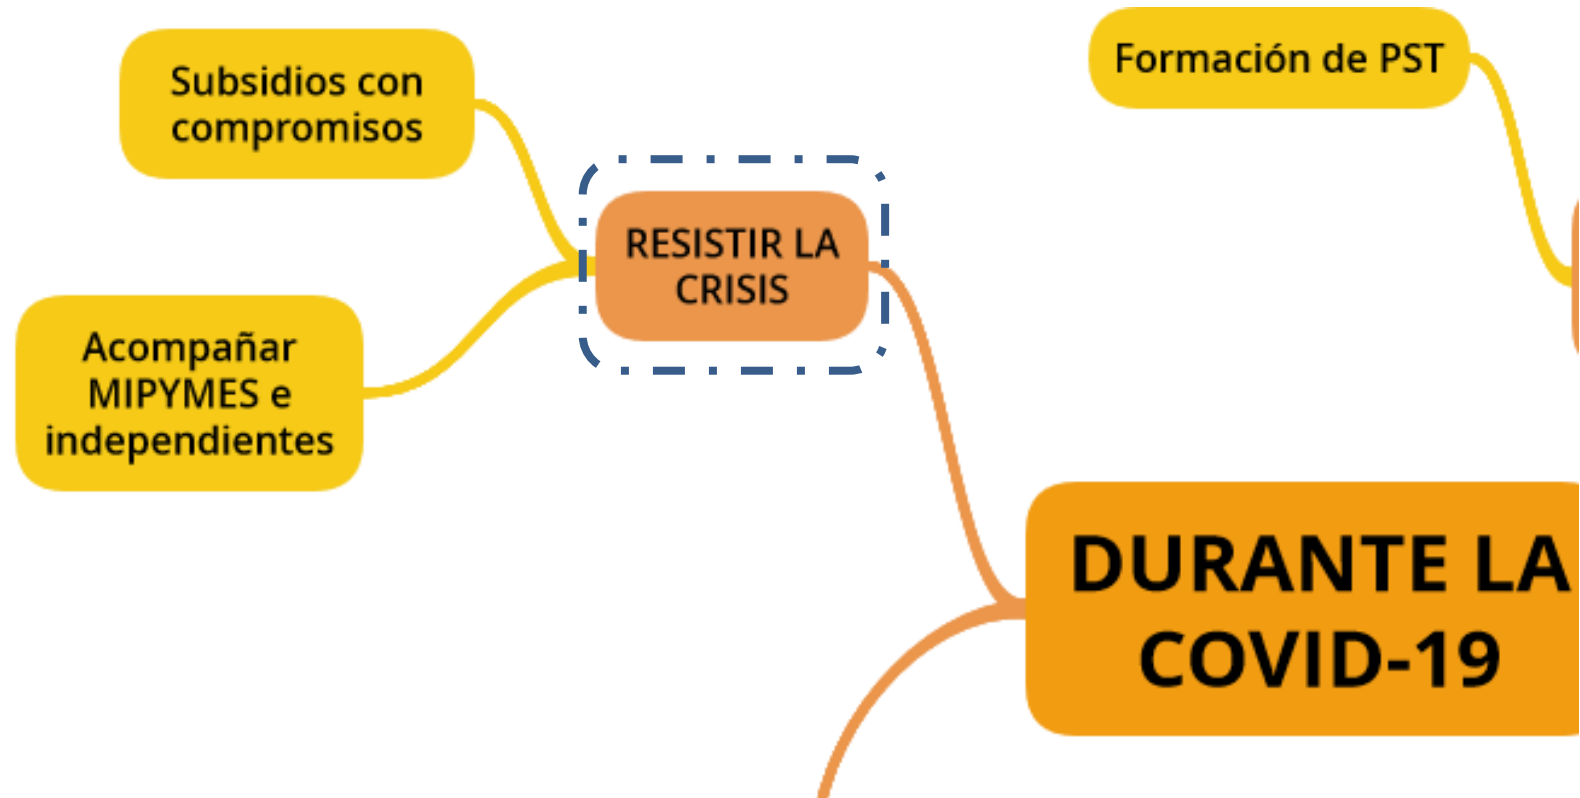 Subsidios con
compromisos
Formación de PST
RESISTIR LA
CRISIS
Acompañar
MIPYMES e
independientes
DURANTE LA
COVID-19